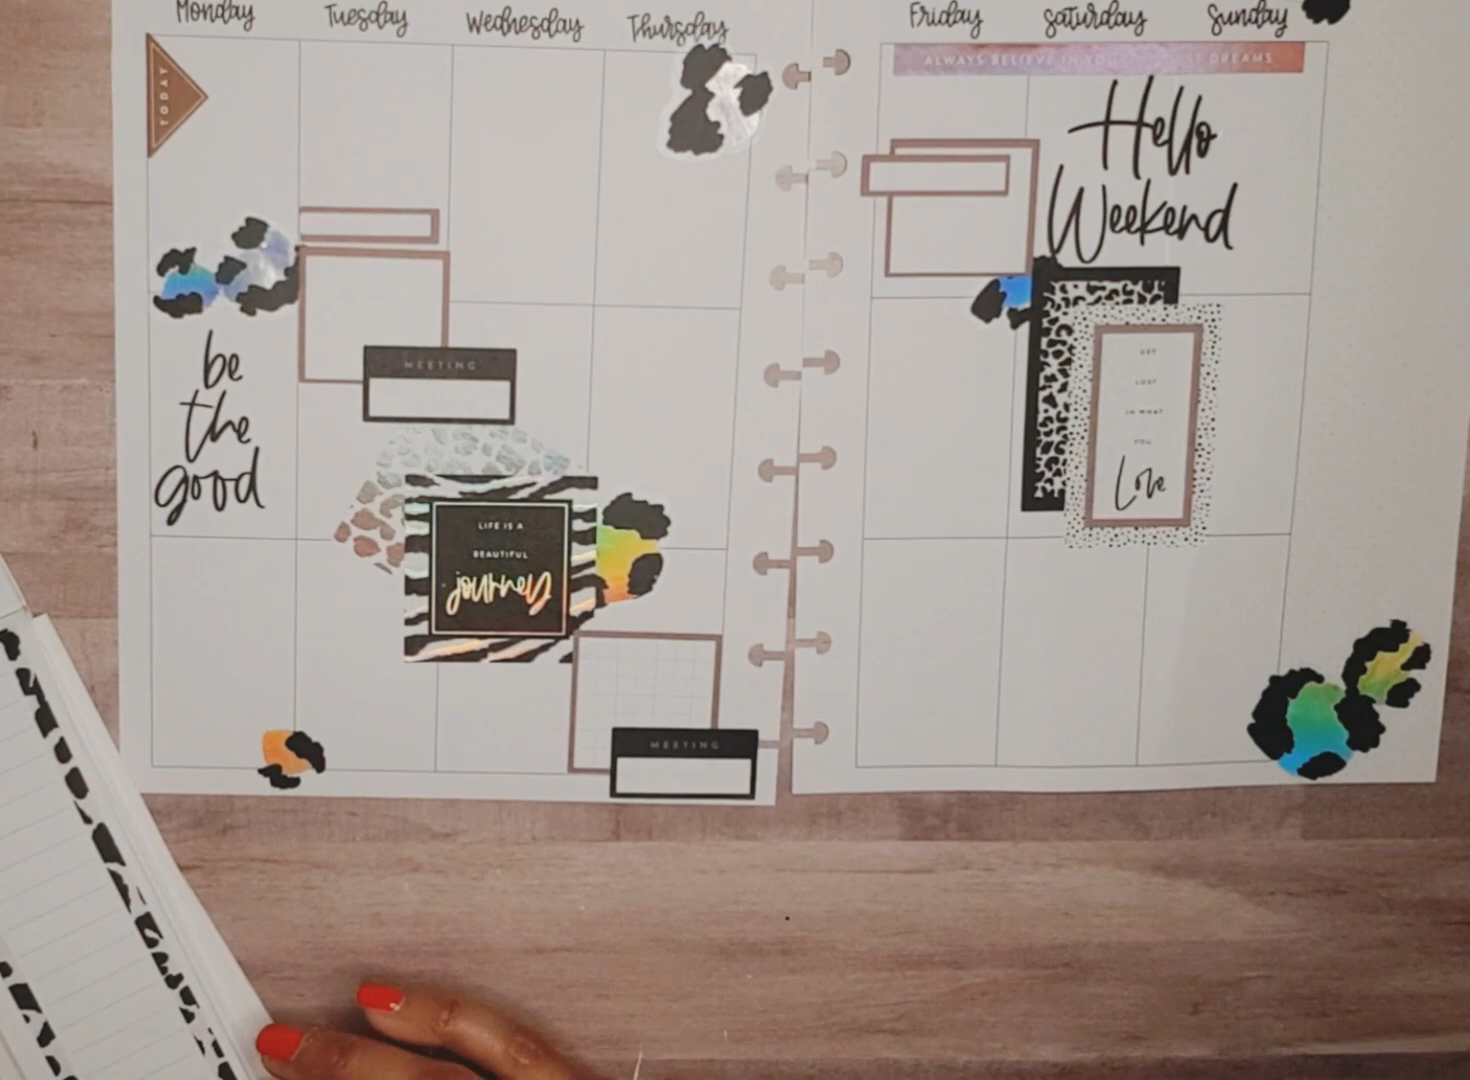 Monday Tuesday Wednesday Thursday Friday Saturday Sunday
TODAY
ALWAYS BELIEVE IN DREAMS
Hello
Weekend
be
the
good
MEETING
LIFE IS A
BEAUTIFUL
journey
MEETING
GET
LOST
IN WHAT
YOU
Love